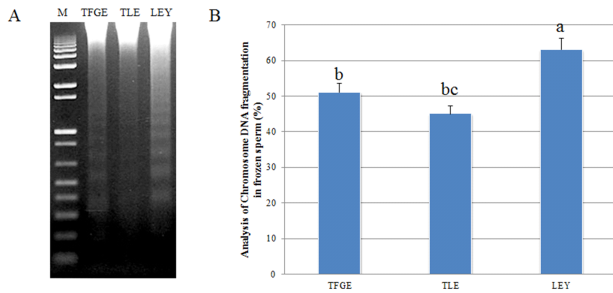 A
M TFGE TLE LEY
B
Analysis of Chromosome DNA fragmentation
in frozen sperm (%)
70
60
50
40
30
20
10
0
b
bc
a
TFGE TLE LEY